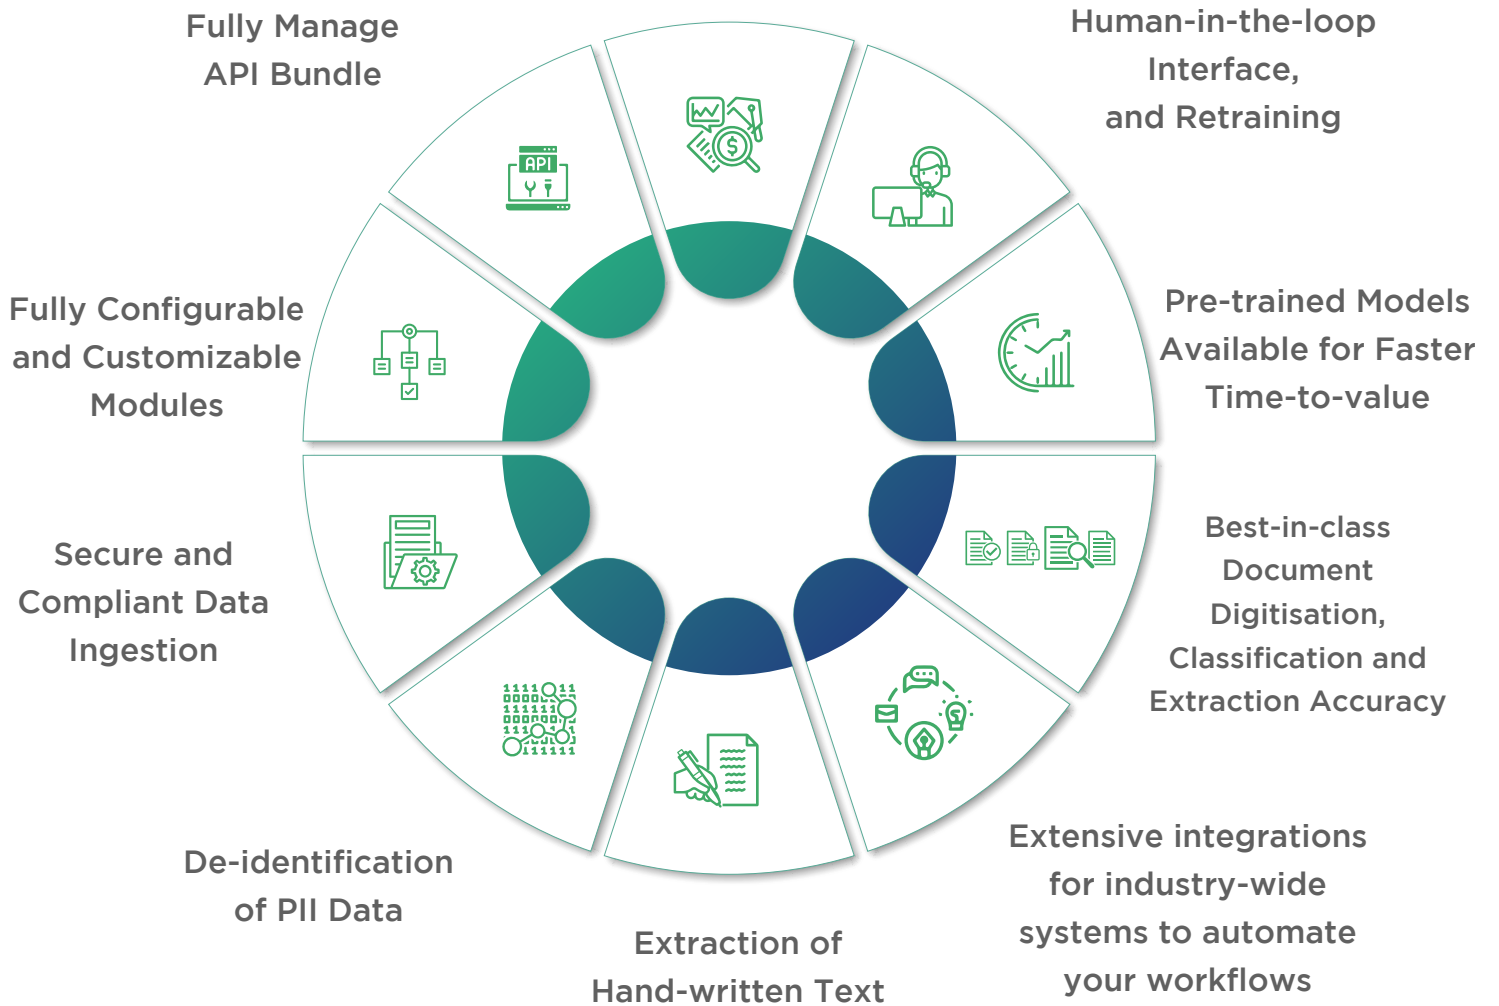 Fully Manage
API Bundle
Human-in-the-loop
Interface,
and Retraining
API
Fully Configurable
and Customizable
Modules
Pre-trained Models
Available for Faster
Time-to-value
Secure and
Compliant Data
Ingestion
Best-in-class
Document
Digitisation,
Classification and
Extraction Accuracy
De-identification
of PII Data
Extraction of
Hand-written Text
Extensive integrations
for industry-wide
systems to automate
your workflows